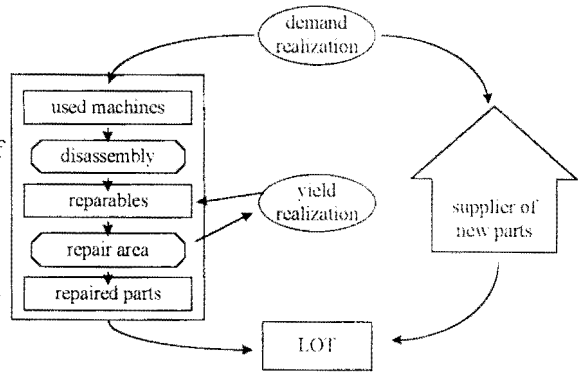 demand
realization
used machines
disassembly
reparables
yield
realization
repair area
supplier of
new parts
repaired parts
LOT